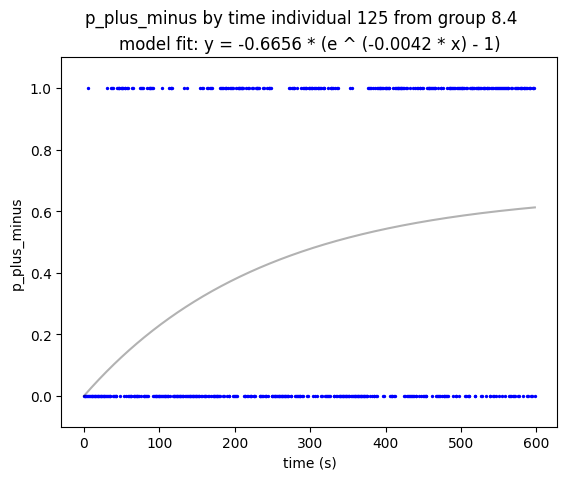 p_plus_minus by time individual 125 from group 8.4
model fit: y = -0.6656 * (e ^ (-0.0042 * x) - 1)
1.0
0.8
0.6
0.4
0.2
0.0
p_plus_minus
0 100 200 300 400 500 600
time (s)